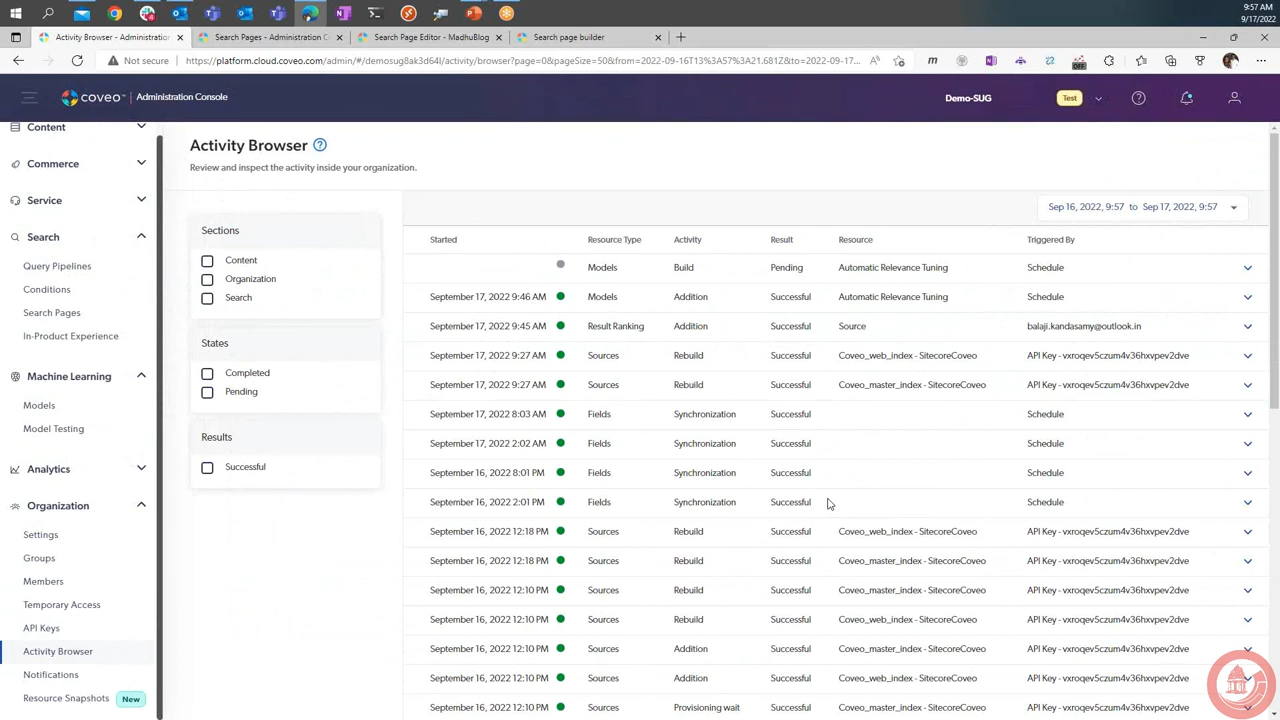 9:57 AM
9/17/2022
Activity Browser - Administration
Search Pages - Administration C
Search Page Editor - MadhuBlog
Search page builder
Not secure
https://platform.cloud.coveo.com/admin/#/demosug8ak3d64l/activity/browser?page=0&pageSize=50&from=2022-09-16T13%3A57%3A21.681Z&to=2022-09-17...
coveo™ Administration Console
Demo-SUG
Test
Content
Commerce
Service
Search
Query Pipelines
Conditions
Search Pages
In-Product Experience
Machine Learning
Models
Model Testing
Analytics
Organization
Settings
Groups
Members
Temporary Access
API Keys
Activity Browser
Notifications
Resource Snapshots New
Activity Browser
Review and inspect the activity inside your organization.
Sections
Content
Organization
Search
States
Completed
Pending
Results
Successful
Sep 16, 2022, 9:57 to Sep 17, 2022, 9:57
Started Resource Type Activity Result Resource Triggered By
Models Build Pending Automatic Relevance Tuning Schedule
September 17, 2022 9:46 AM Models Addition Successful Automatic Relevance Tuning Schedule
September 17, 2022 9:45 AM Result Ranking Addition Successful Source balaji.kandasamy@outlook.in
September 17, 2022 9:27 AM Sources Rebuild Successful Coveo_web_index - SitecoreCoveo API Key - vxroqev5czum4v36hxvpev2dve
September 17, 2022 9:27 AM Sources Rebuild Successful Coveo_master_index - SitecoreCoveo API Key - vxroqev5czum4v36hxvpev2dve
September 17, 2022 8:03 AM Fields Synchronization Successful Schedule
September 17, 2022 2:02 AM Fields Synchronization Successful Schedule
September 16, 2022 8:01 PM Fields Synchronization Successful Schedule
September 16, 2022 2:01 PM Fields Synchronization Successful Schedule
September 16, 2022 12:18 PM Sources Rebuild Successful Coveo_web_index - SitecoreCoveo API Key - vxroqev5czum4v36hxvpev2dve
September 16, 2022 12:18 PM Sources Rebuild Successful Coveo_master_index - SitecoreCoveo API Key - vxroqev5czum4v36hxvpev2dve
September 16, 2022 12:10 PM Sources Rebuild Successful Coveo_master_index - SitecoreCoveo API Key - vxroqev5czum4v36hxvpev2dve
September 16, 2022 12:10 PM Sources Rebuild Successful Coveo_web_index - SitecoreCoveo API Key - vxroqev5czum4v36hxvpev2dve
September 16, 2022 12:10 PM Sources Addition Successful Coveo_master_index - SitecoreCoveo API Key - vxroqev5czum4v36hxvpev2dve
September 16, 2022 12:10 PM Sources Addition Successful Coveo_web_index - SitecoreCoveo API Key - vxroqev5czum4v36hxvpev2dve
September 16, 2022 12:10 PM Sources Provisioning wait Successful Coveo_master_index - SitecoreCoveo API Key - vxroqev5czum4v36hxvpev2dve